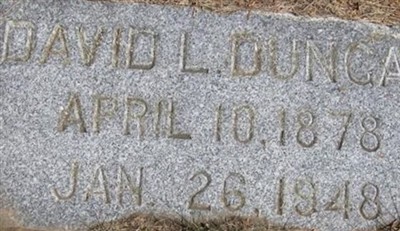 DAVID L. DUNCA
APRIL 10, 1878
JAN. 26, 1948